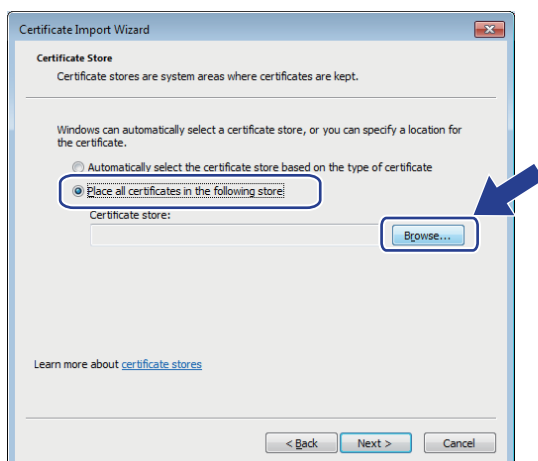 Certificate Import Wizard
Certificate Store
Certificate stores are system areas where certificates are kept.
Windows can automatically select a certificate store, or you can specify a location for
the certificate.
Automatically select the certificate store based on the type of certificate
Place all certificates in the following store
Certificate store:
Browse...
Learn more about certificate stores
< Back
Next >
Cancel